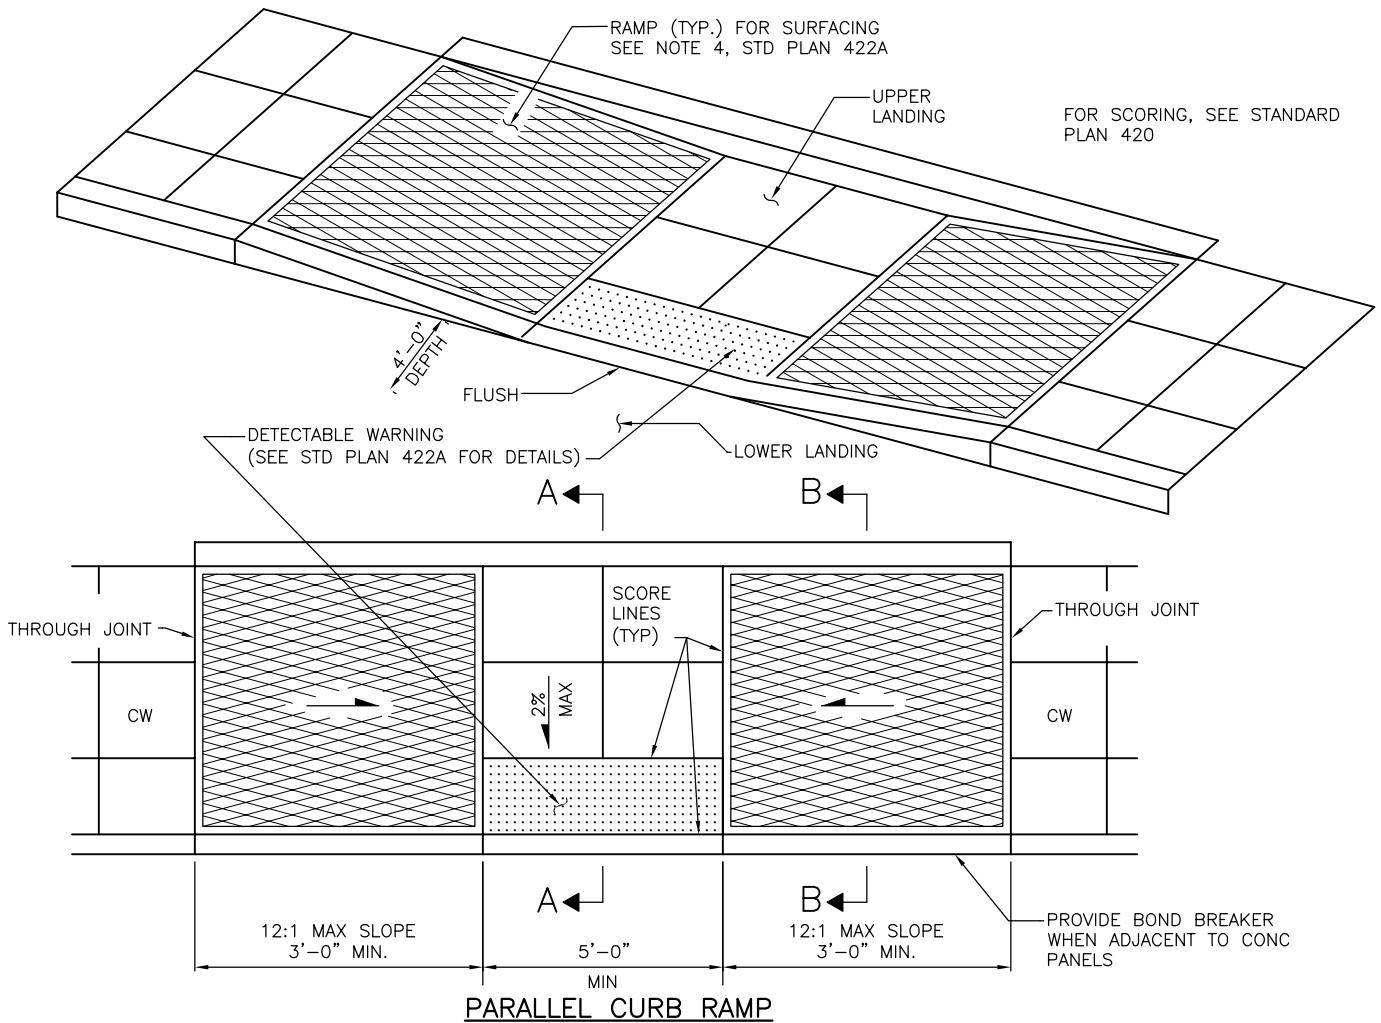 RAMP (TYP.) FOR SURFACING
SEE NOTE 4, STD PLAN 422A
UPPER
LANDING
FOR SCORING, SEE STANDARD
PLAN 420
4'-0"
DEPTH
FLUSH
DETECTABLE WARNING
(SEE STD PLAN 422A FOR DETAILS)
LOWER LANDING
A
B
SCORE
LINES
(TYP)
THROUGH JOINT
THROUGH JOINT
2%
MAX
CW
CW
A
B
12:1 MAX SLOPE
3'-0" MIN.
5'-0"
MIN
12:1 MAX SLOPE
3'-0" MIN.
PROVIDE BOND BREAKER
WHEN ADJACENT TO CONC
PANELS
PARALLEL CURB RAMP